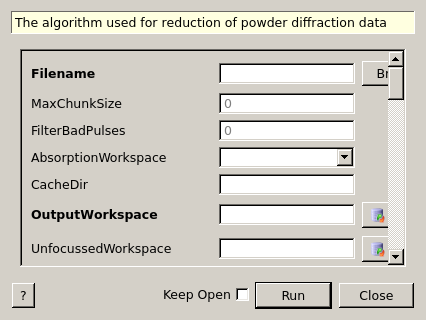 The algorithm used for reduction of powder diffraction data
Filename
Br
MaxChunkSize 0
FilterBadPulses 0
AbsorptionWorkspace
CacheDir
OutputWorkspace
UnfocussedWorkspace
? Keep Open Run Close